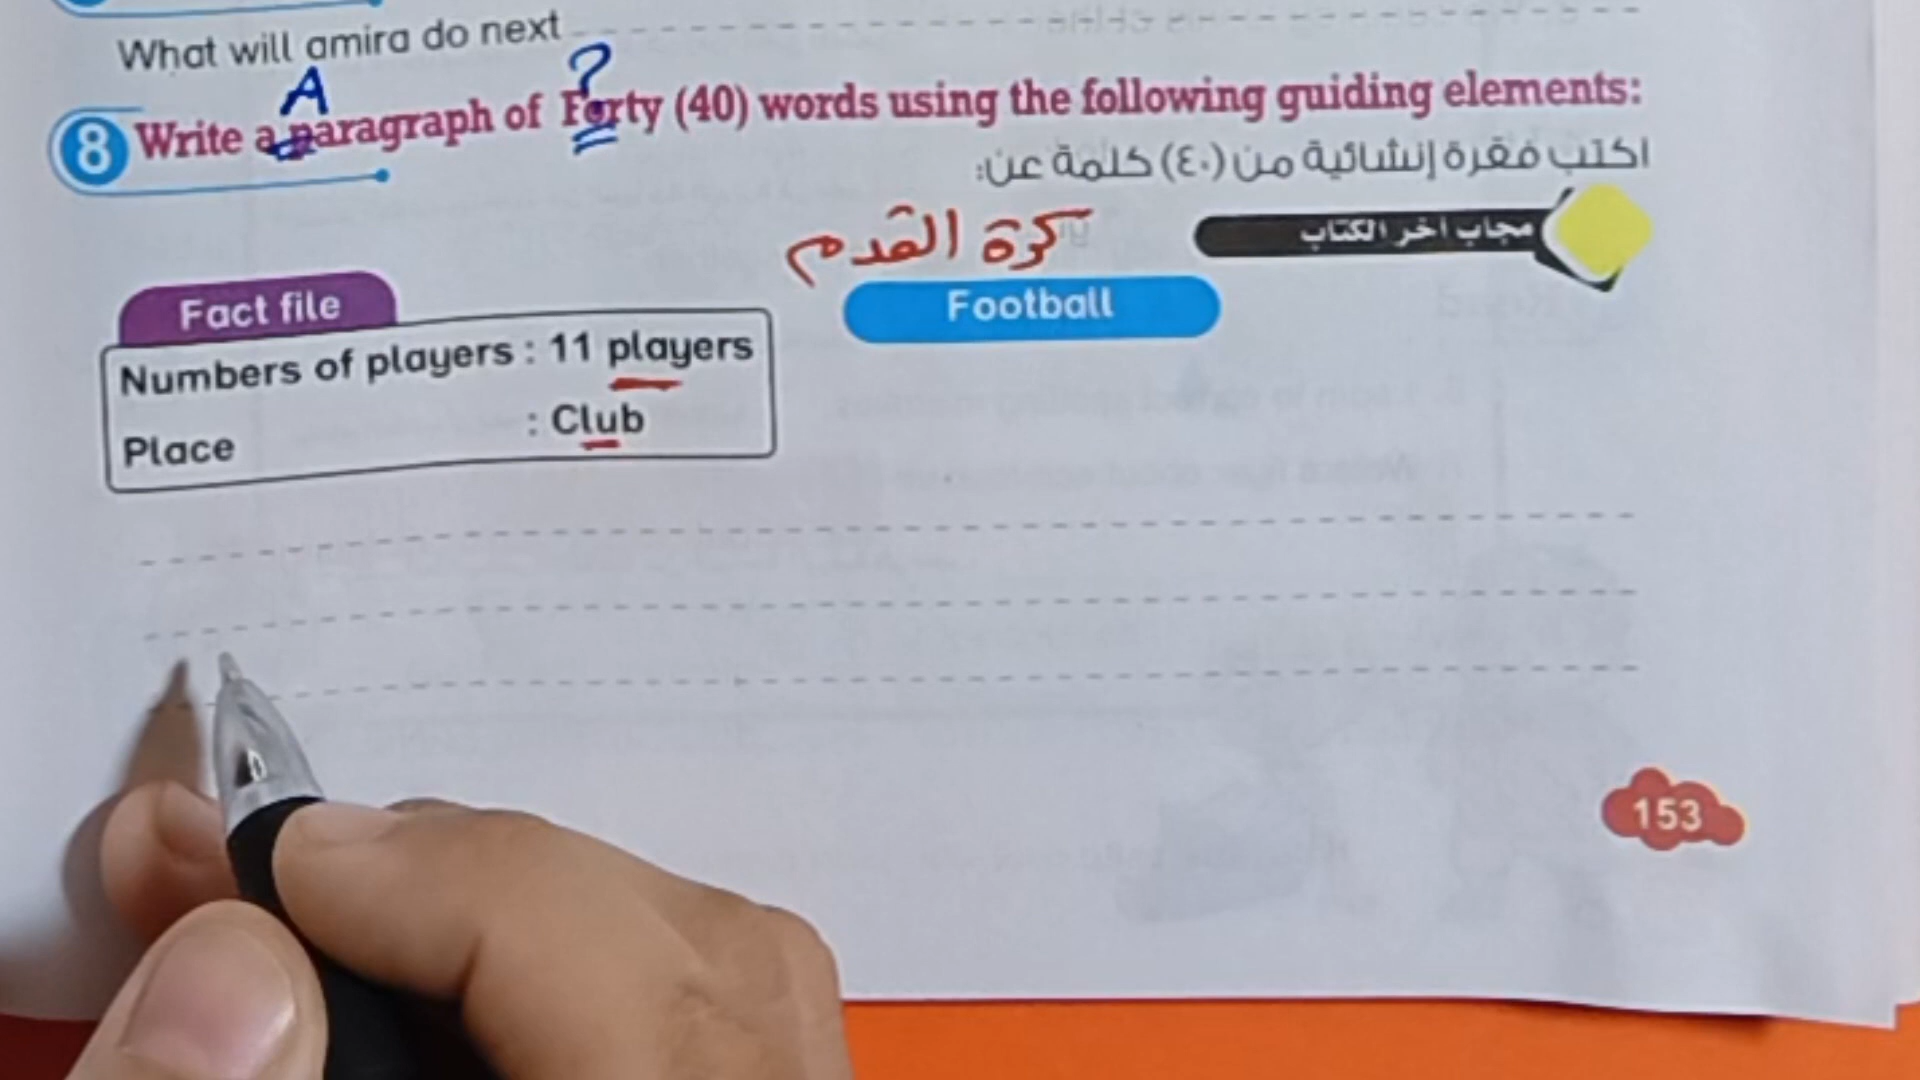 What will amira do next
A ?
8 Write a paragraph of Forty (40) words using the following guiding elements:
اكتب فقرة إنشائية من (٤٠) كلمة عن:
مجاب آخر الكتاب
كرة القدم
Football
Fact file
Numbers of players : 11 players
Place : Club
153